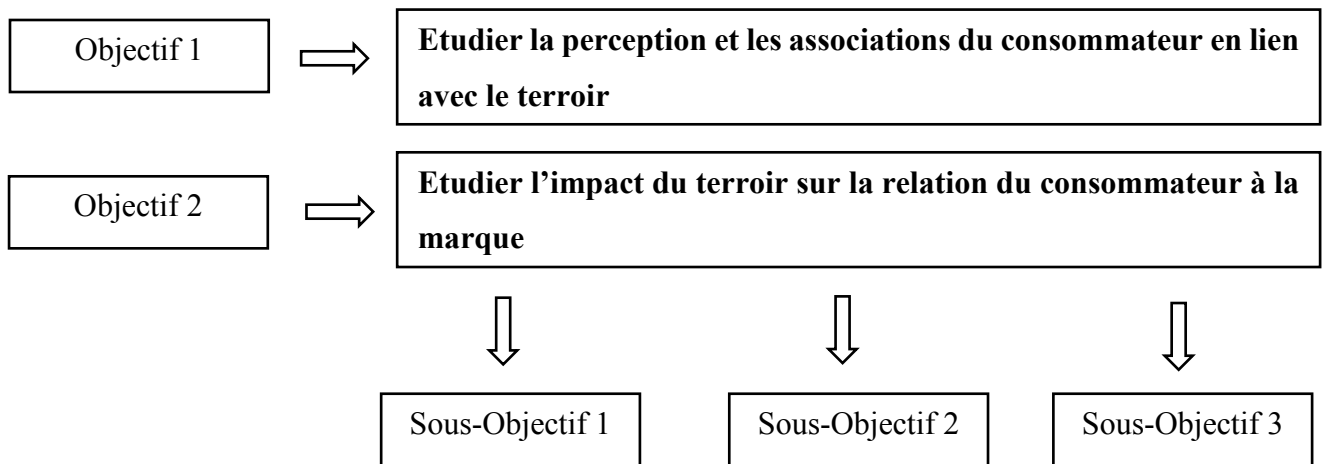 Objectif 1
Etudier la perception et les associations du consommateur en lien
avec le terroir
Objectif 2
Etudier l’impact du terroir sur la relation du consommateur à la
marque
Sous-Objectif 1
Sous-Objectif 2
Sous-Objectif 3